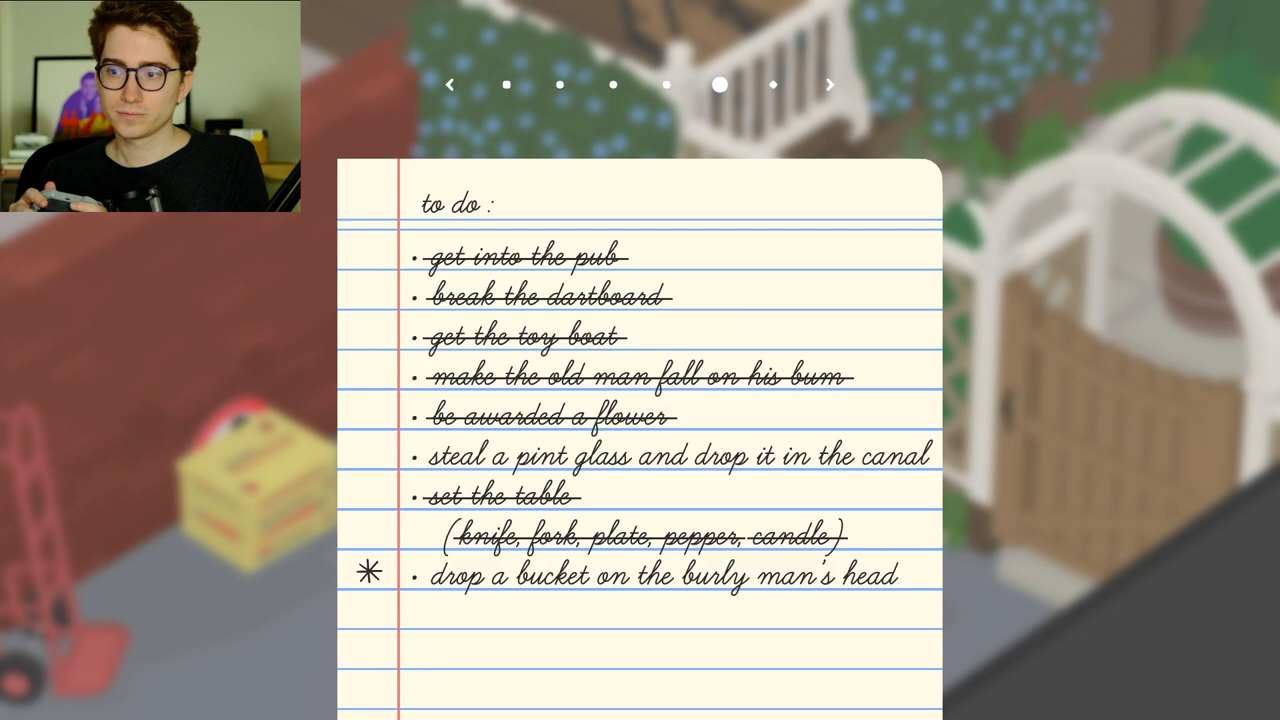 to do :
• get into the pub
• break the dartboard
• get the toy boat
• make the old man fall on his bum
• be awarded a flower
• steal a pint glass and drop it in the canal
• set the table
(knife, fork, plate, pepper, candle)
• drop a bucket on the burly man's head